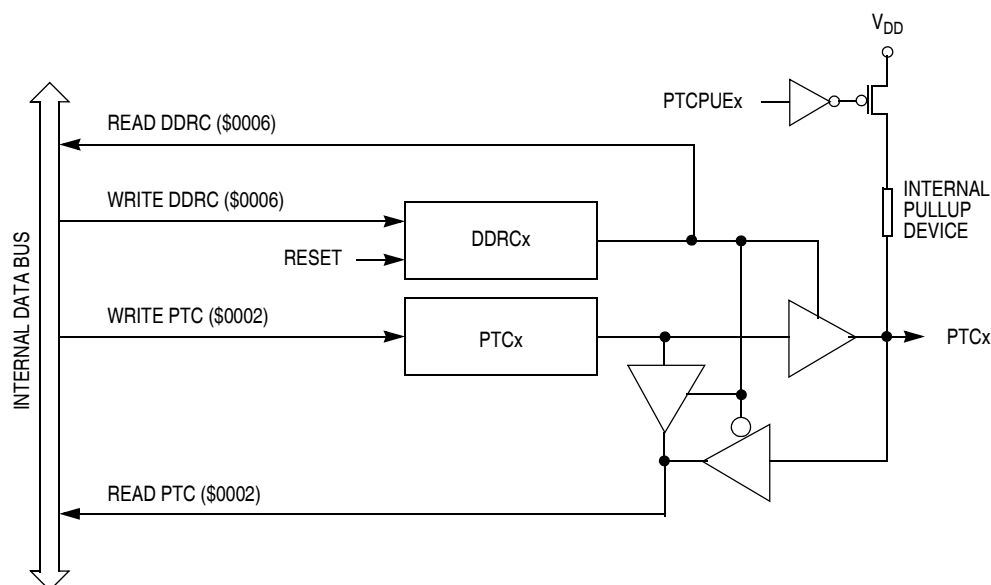 V_DD
PTCPUEx
READ DDRC ($0006)
WRITE DDRC ($0006)
INTERNAL
PULLUP
DEVICE
DDRCx
RESET
WRITE PTC ($0002)
PTCx
PTCx
INTERNAL DATA BUS
READ PTC ($0002)